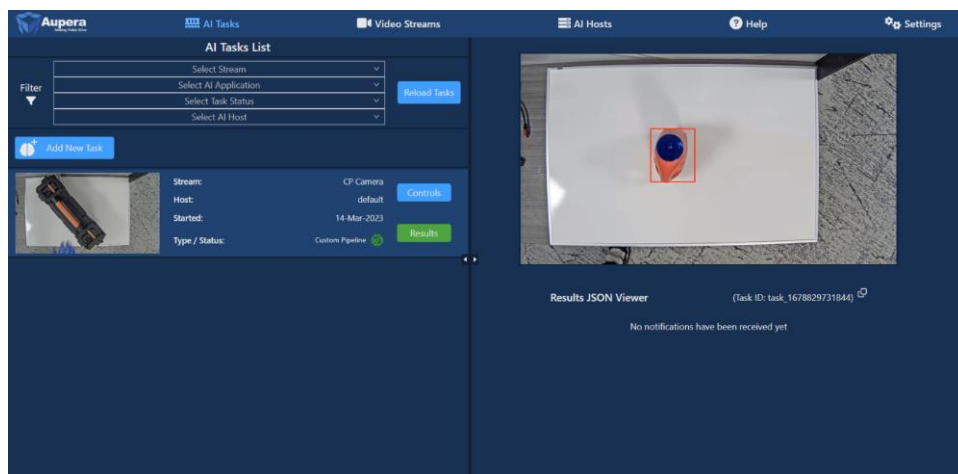 Aupera
AI Tasks
Video Streams
AI Hosts
Help
Settings
AI Tasks List
Filter
Select Stream
Select AI Application
Select Task Status
Select AI Host
Reload Tasks
Add New Task
Stream: CP Camera
Host: default
Started: 14-Mar-2023
Type / Status: Custom Pipeline
Controls
Results
Results JSON Viewer
(Task ID: task_1678829731844)
No notifications have been received yet